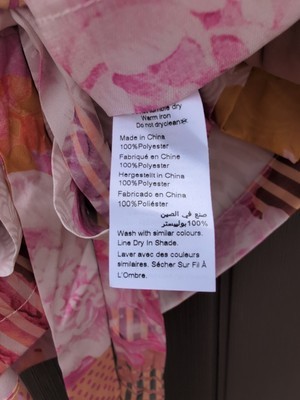 dry
Warm iron
Do not dryclean
Made in China
100%Polyester
Fabriqué en Chine
100%Polyester
Hergestellt in China
100%Polyester
Fabricado en China
100%Poliéster
صنع في الصين
100%بوليستر
Wash with similar colours.
Line Dry In Shade.
Laver avec des couleurs
similaires. Sécher Sur Fil À
L'Ombre.